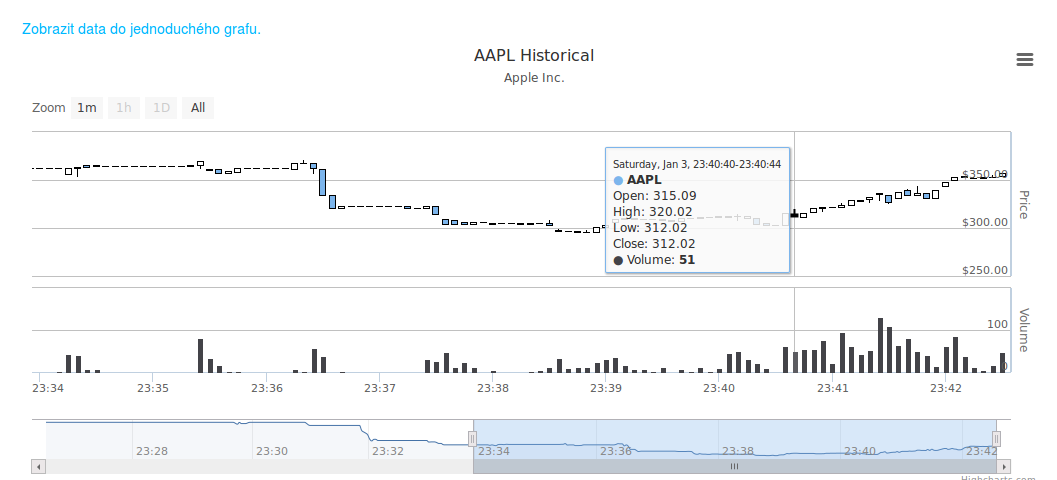 Zobrazit data do jednoduchého grafu.
AAPL Historical
Apple Inc.
Zoom 1m 1h 1D All
Saturday, Jan 3, 23:40:40-23:40:44
AAPL
Open: 315.09
High: 320.02
Low: 312.02
Close: 312.02
Volume: 51
$350.00
$300.00
$250.00
Price
100
0
Volume
23:34 23:35 23:36 23:37 23:38 23:39 23:40 23:41 23:42
23:28 23:30 23:32 23:34 23:36 23:38 23:40 23:42
Highcharts.com